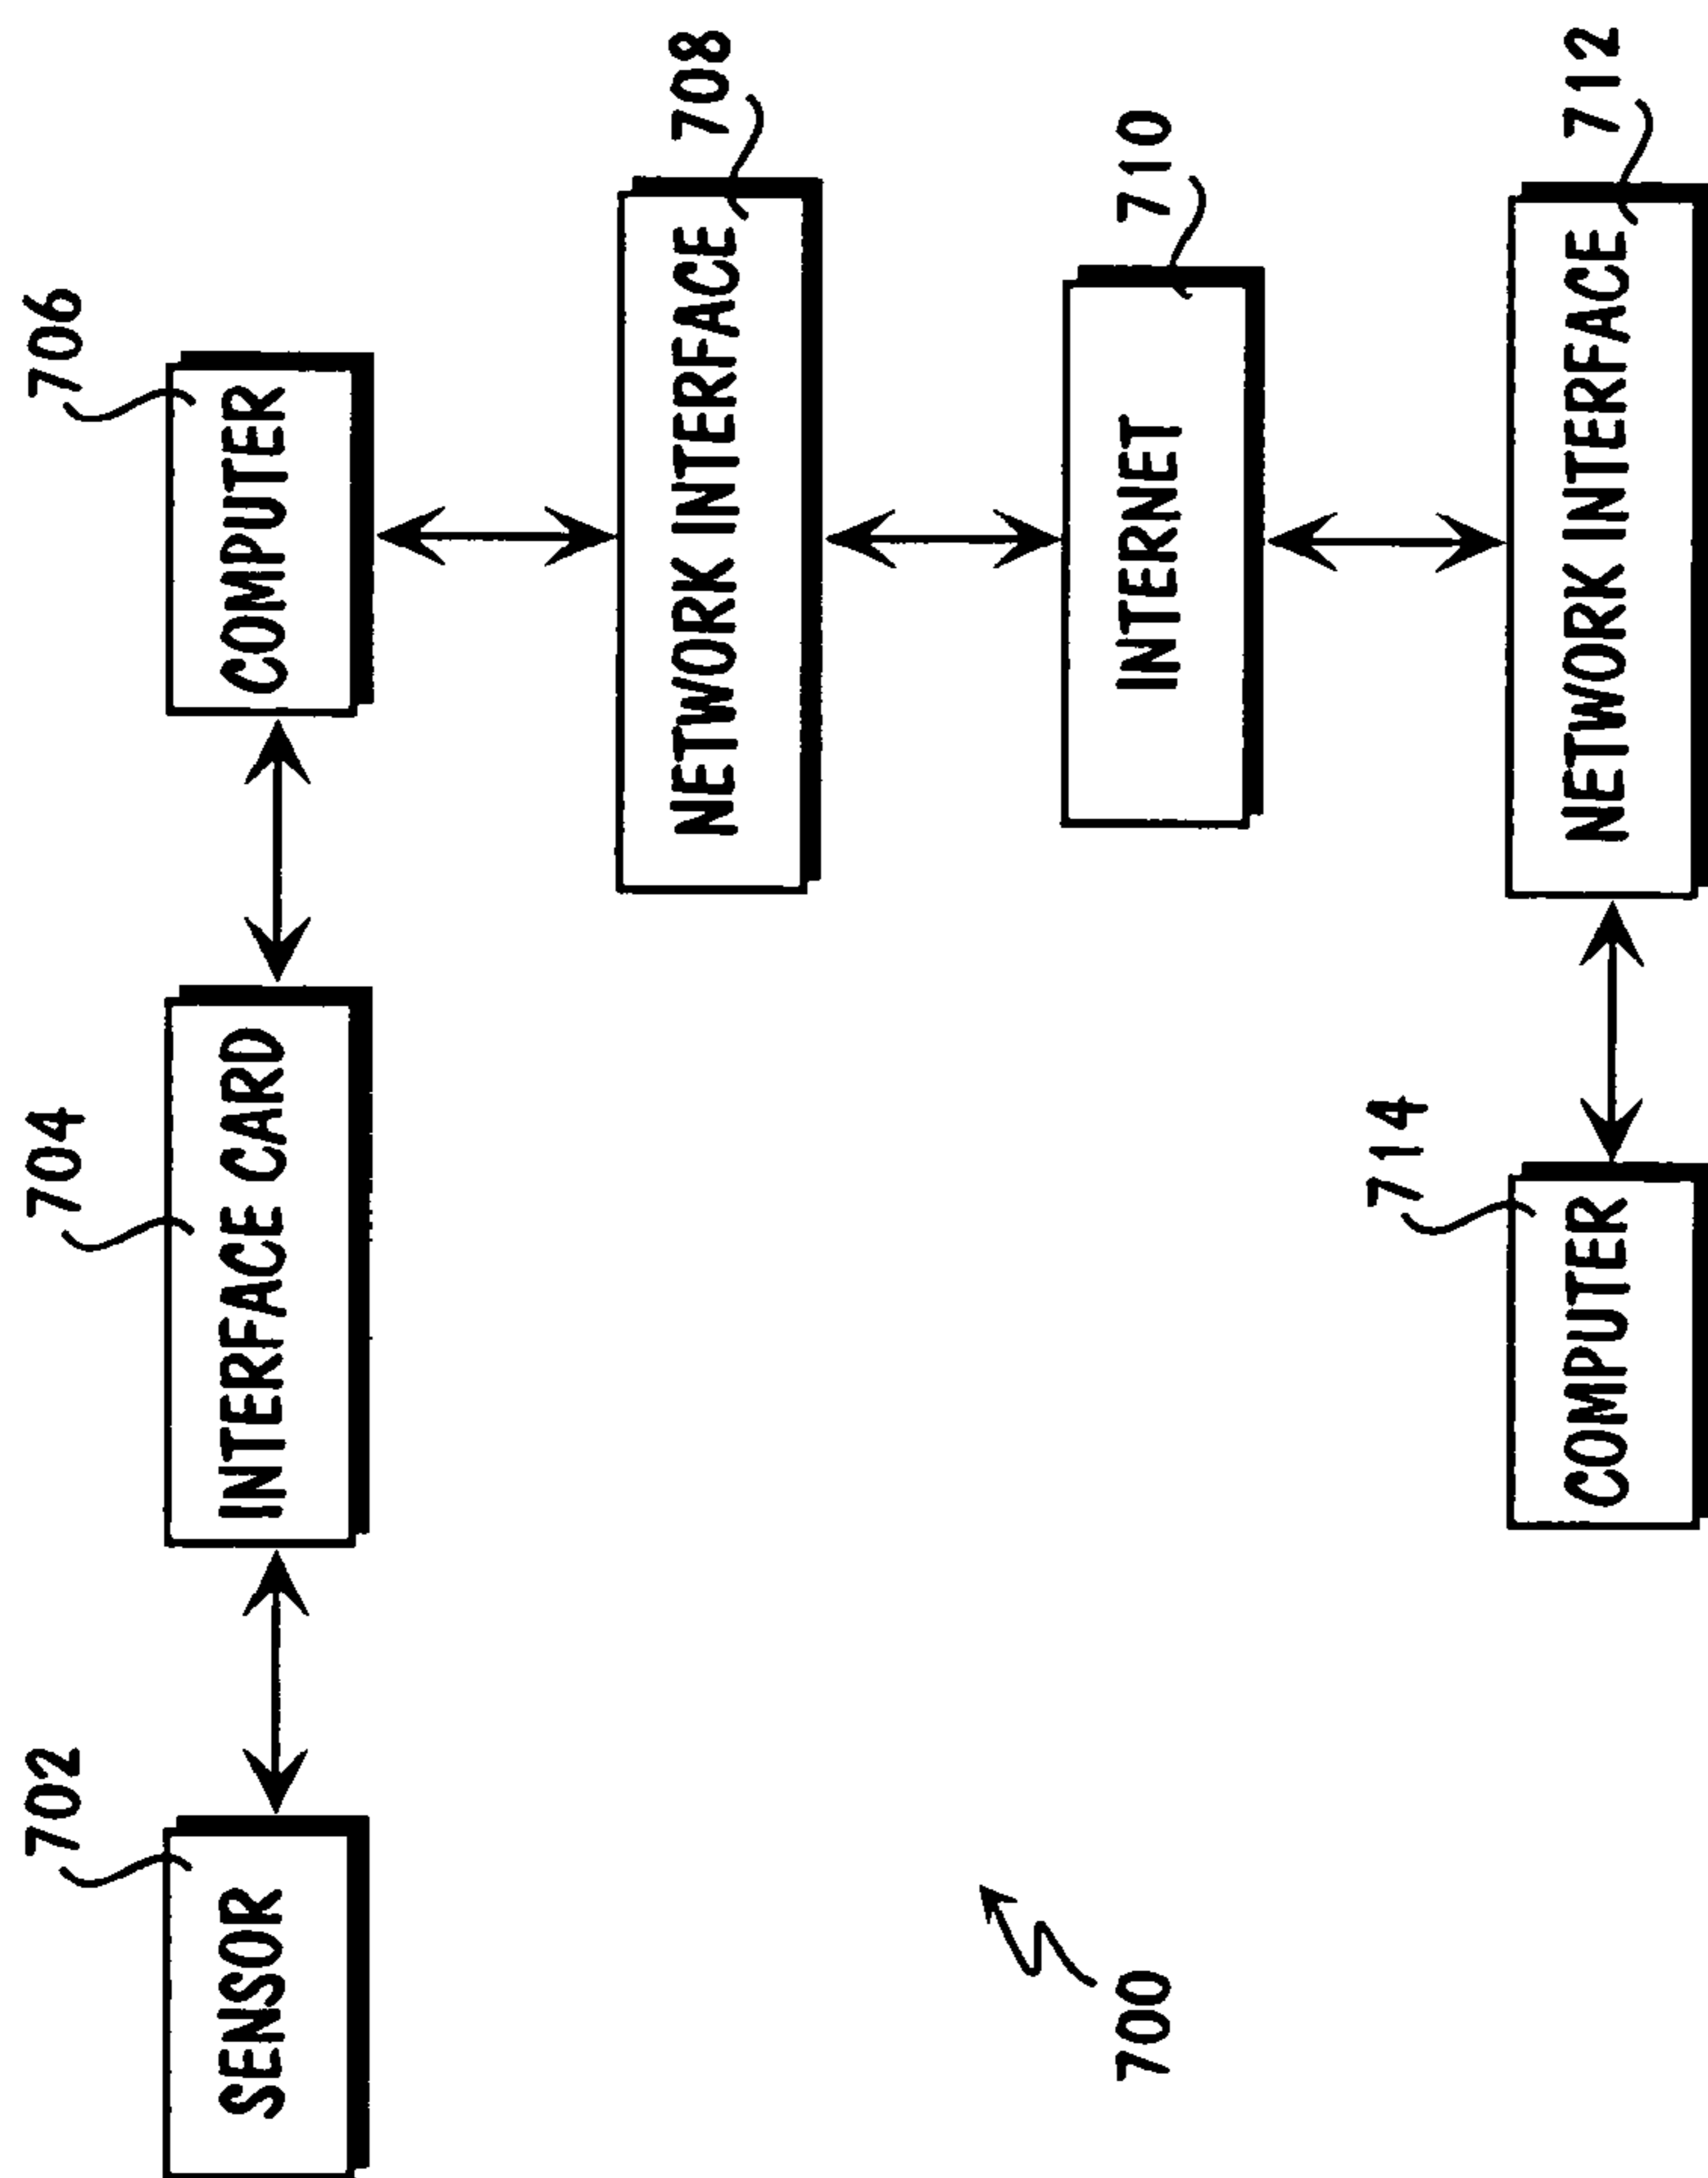 702
SENSOR
704
INTERFACE CARD
706
COMPUTER
NETWORK INTERFACE
708
700
INTERNET
710
714
COMPUTER
NETWORK INTERFACE
712